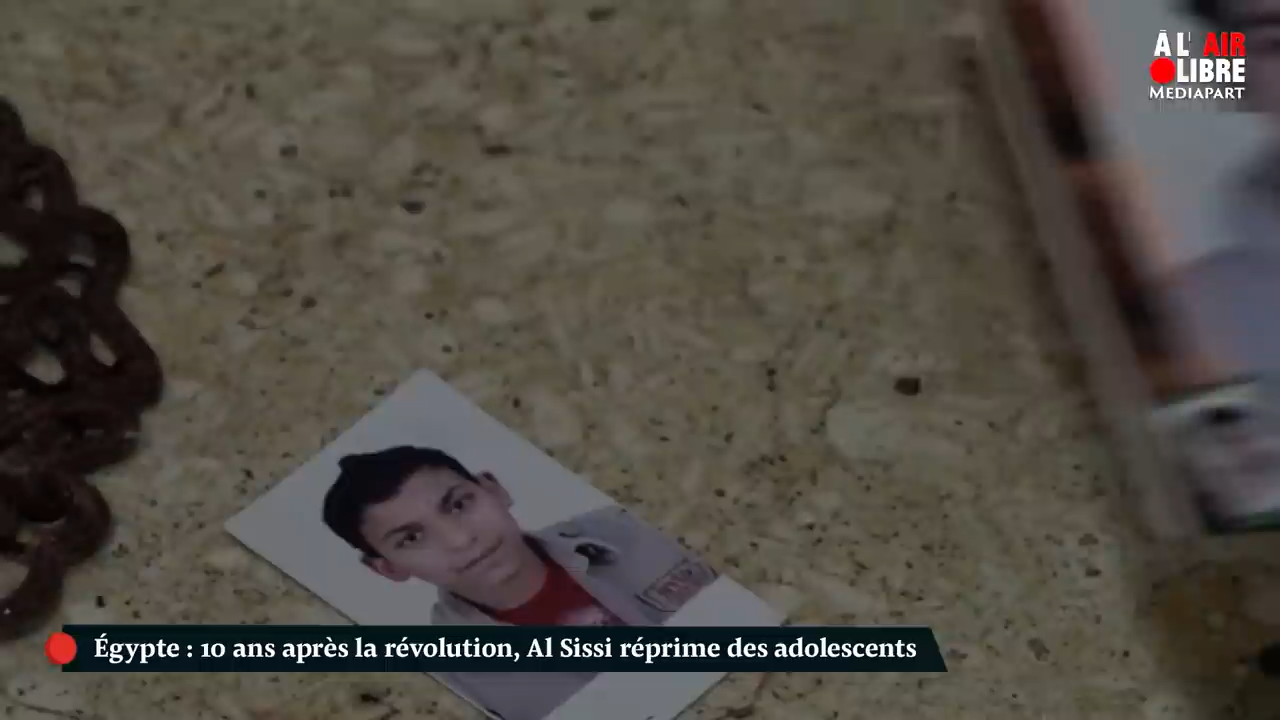 À L' AIR
LIBRE
MEDIAPART
Égypte : 10 ans après la révolution, Al Sissi réprime des adolescents